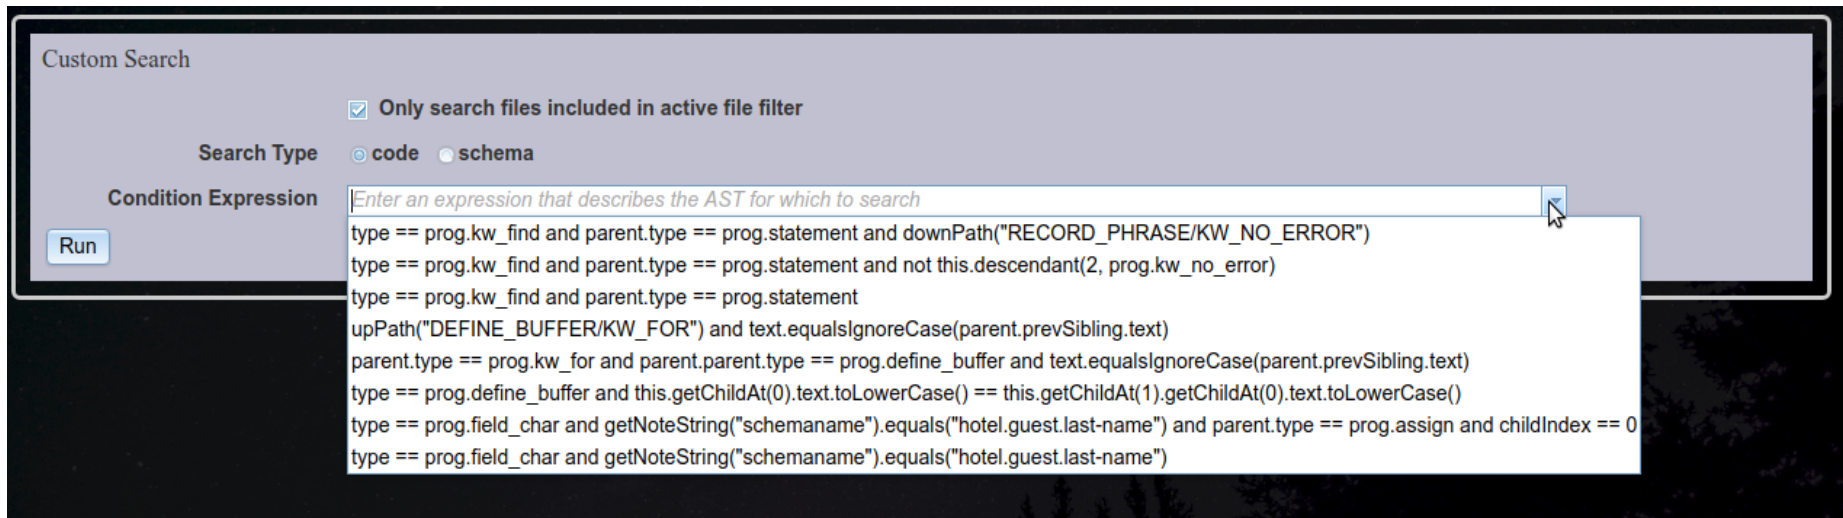 Custom Search
Only search files included in active file filter
Search Type code schema
Condition Expression Enter an expression that describes the AST for which to search
Run
type == prog.kw_find and parent.type == prog.statement and downPath("RECORD_PHRASE/KW_NO_ERROR")
type == prog.kw_find and parent.type == prog.statement and not this.descendant(2, prog.kw_no_error)
type == prog.kw_find and parent.type == prog.statement
upPath("DEFINE_BUFFER/KW_FOR") and text.equalsIgnoreCase(parent.prevSibling.text)
parent.type == prog.kw_for and parent.parent.type == prog.define_buffer and text.equalsIgnoreCase(parent.prevSibling.text)
type == prog.define_buffer and this.getChildAt(0).text.toLowerCase() == this.getChildAt(1).getChildAt(0).text.toLowerCase()
type == prog.field_char and getNoteString("schemaname").equals("hotel.guest.last-name") and parent.type == prog.assign and childIndex == 0
type == prog.field_char and getNoteString("schemaname").equals("hotel.guest.last-name")